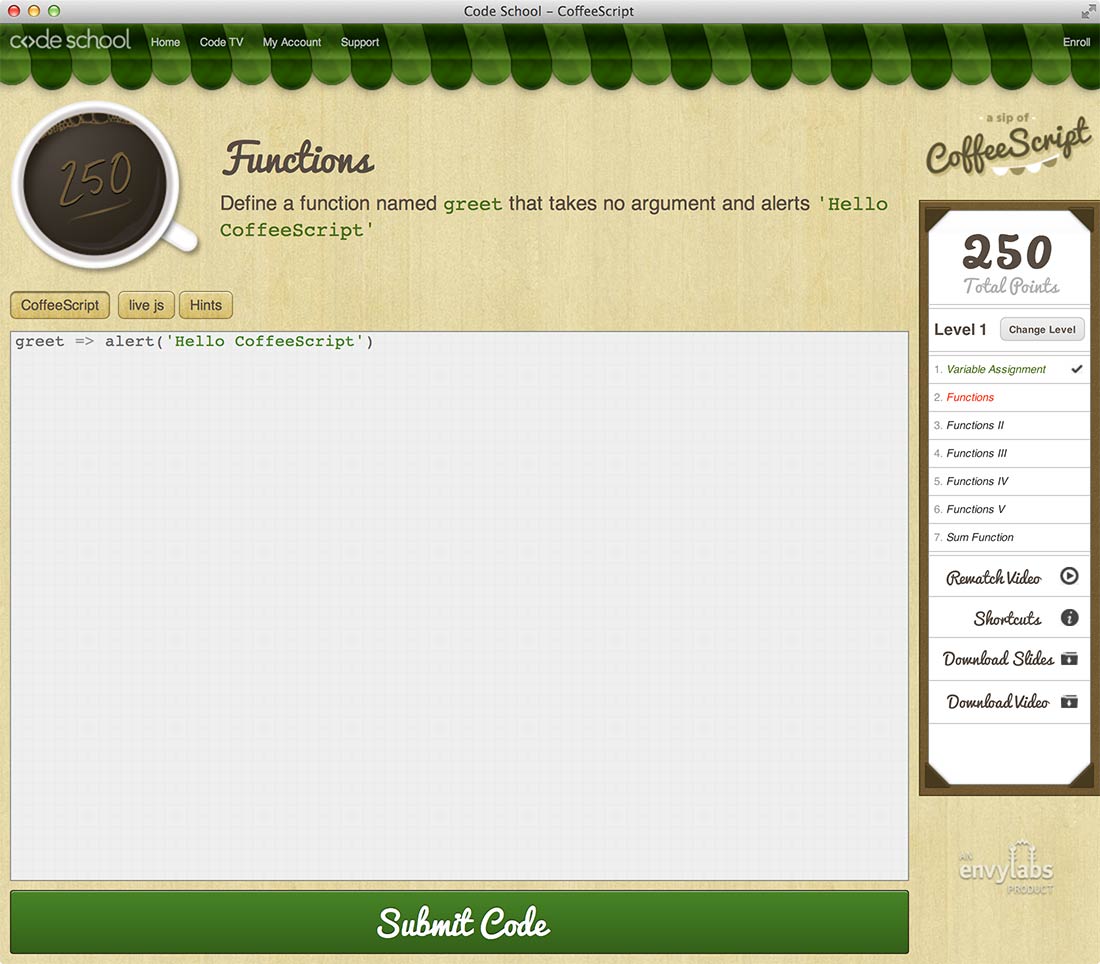 Code School – CoffeeScript
code school Home Code TV My Account Support Enroll
250
Functions
Define a function named greet that takes no argument and alerts 'Hello
CoffeeScript'
a sip of
CoffeeScript
CoffeeScript live js Hints
greet => alert('Hello CoffeeScript')
250
Total Points
Level 1 Change Level
1. Variable Assignment
2. Functions
3. Functions II
4. Functions III
5. Functions IV
6. Functions V
7. Sum Function
Rewatch Video
Shortcuts
Download Slides
Download Video
AN
envylabs
PRODUCT
Submit Code